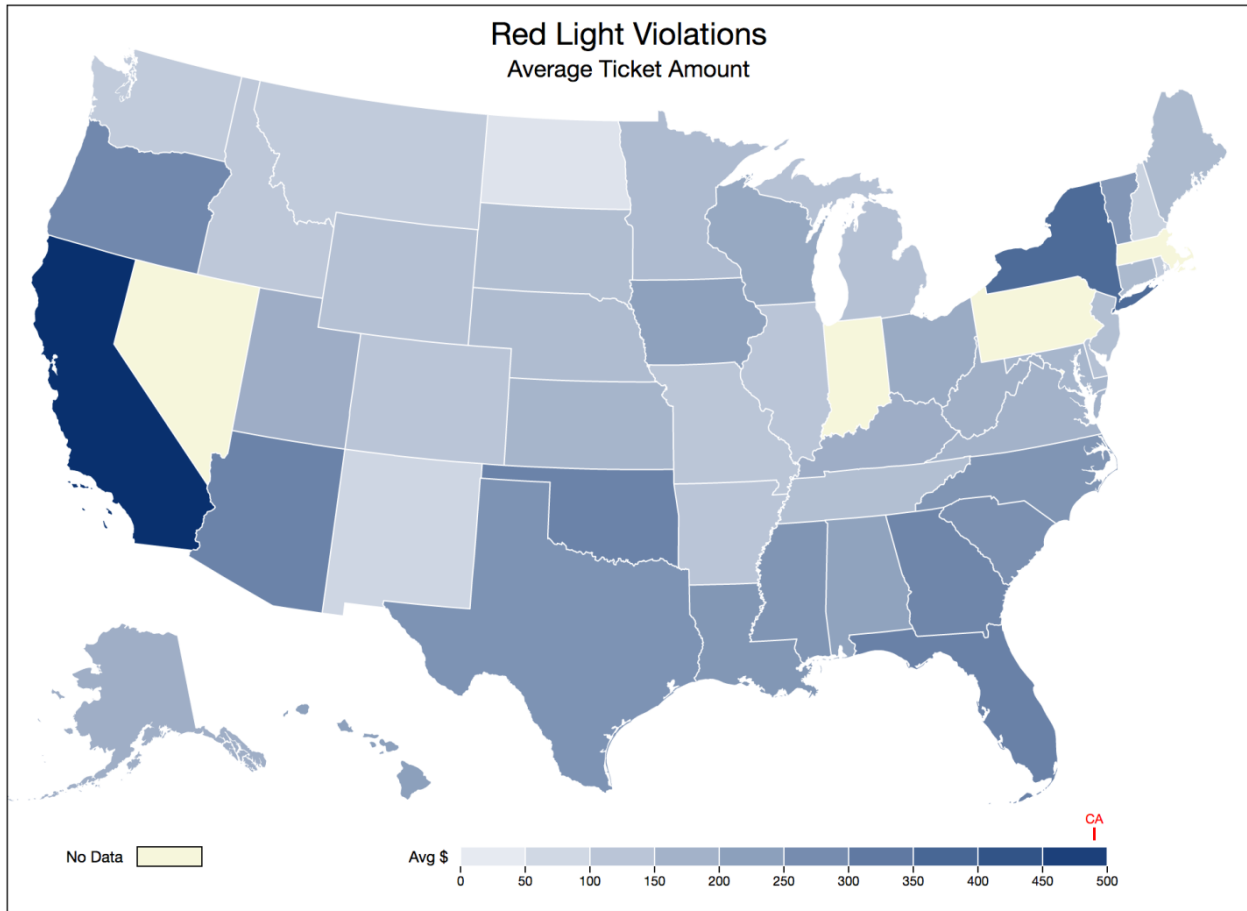 Red Light Violations
Average Ticket Amount
CA
No Data
Avg $
0 50 100 150 200 250 300 350 400 450 500